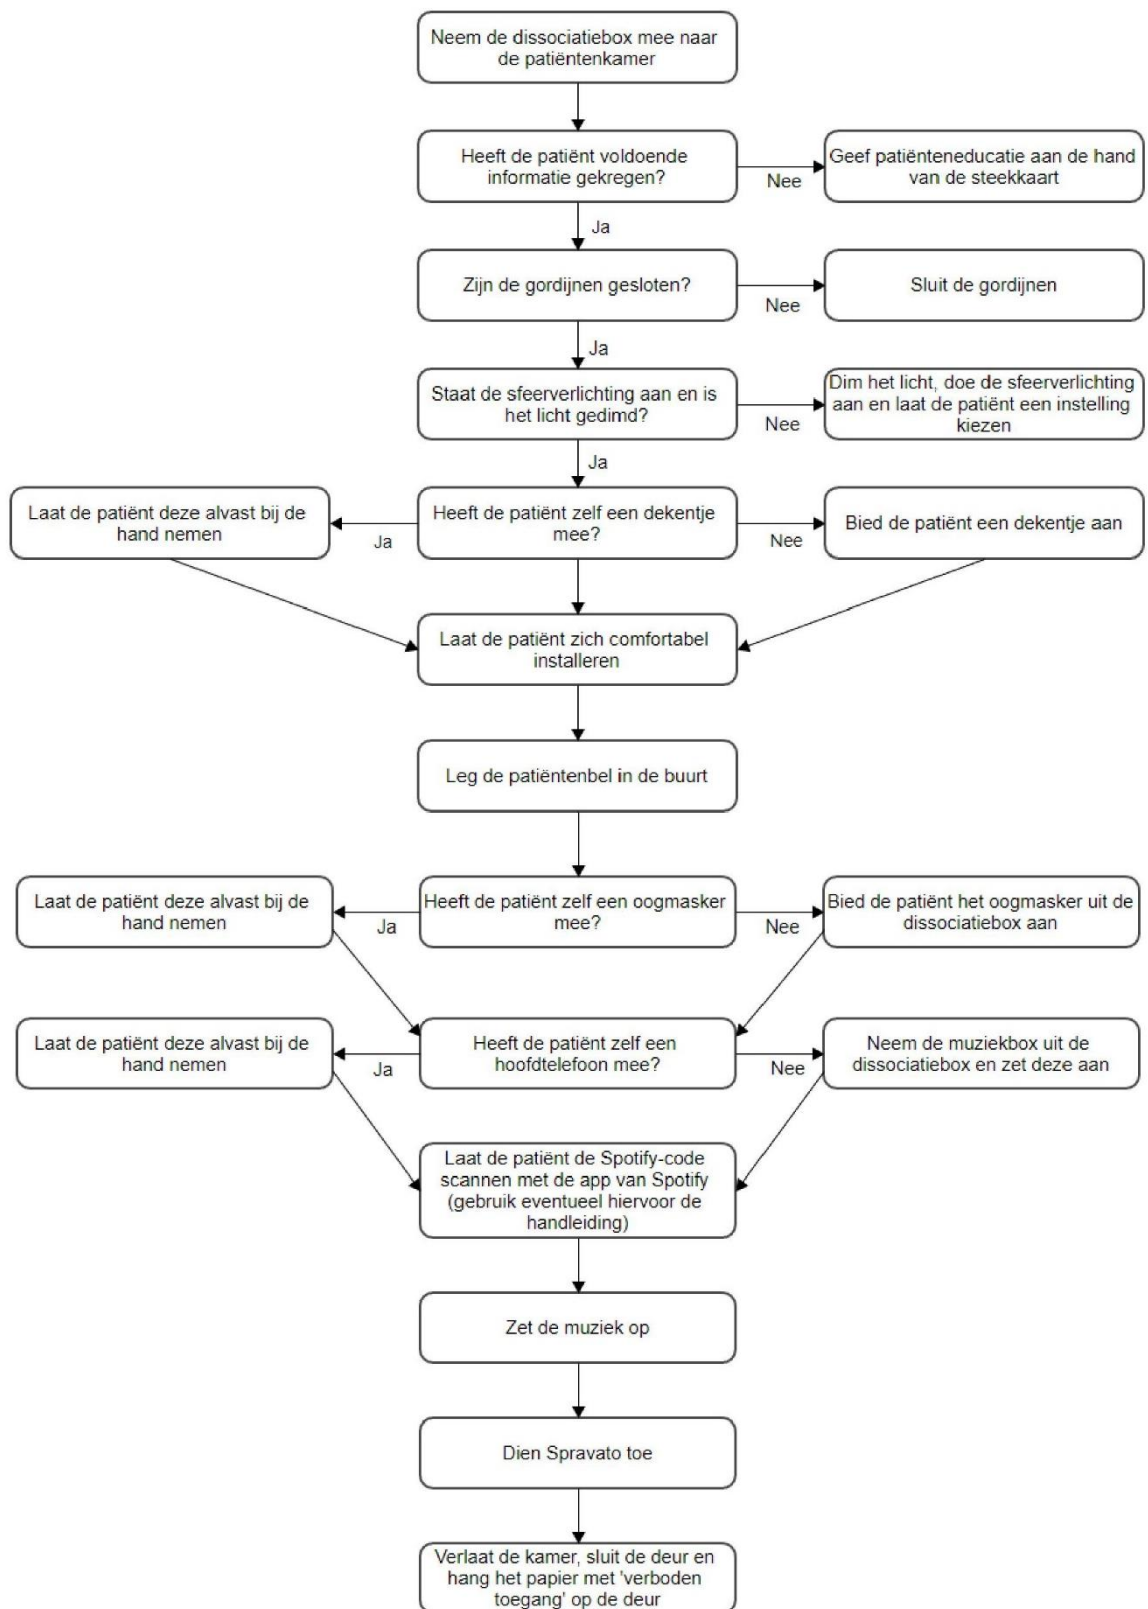 Neem de dissociatiebox mee naar
de patiëntenkamer
Heeft de patiënt voldoende
informatie gekregen?
Nee
Geef patiënteneducatie aan de hand
van de steekkaart
Ja
Zijn de gordijnen gesloten?
Nee
Sluit de gordijnen
Ja
Staat de sfeerverlichting aan en is
het licht gedimd?
Nee
Dim het licht, doe de sfeerverlichting
aan en laat de patiënt een instelling
kiezen
Ja
Laat de patiënt deze alvast bij de
hand nemen
Ja
Heeft de patiënt zelf een dekentje
mee?
Nee
Bied de patiënt een dekentje aan
Laat de patiënt zich comfortabel
installeren
Leg de patiëntenbel in de buurt
Laat de patiënt deze alvast bij de
hand nemen
Ja
Heeft de patiënt zelf een oogmasker
mee?
Nee
Bied de patiënt het oogmasker uit de
dissociatiebox aan
Laat de patiënt deze alvast bij de
hand nemen
Ja
Heeft de patiënt zelf een
hoofdtelefoon mee?
Nee
Neem de muziekbox uit de
dissociatiebox en zet deze aan
Laat de patiënt de Spotify-code
scannen met de app van Spotify
(gebruik eventueel hiervoor de
handleiding)
Zet de muziek op
Dien Spravato toe
Verlaat de kamer, sluit de deur en
hang het papier met 'verboden
toegang' op de deur